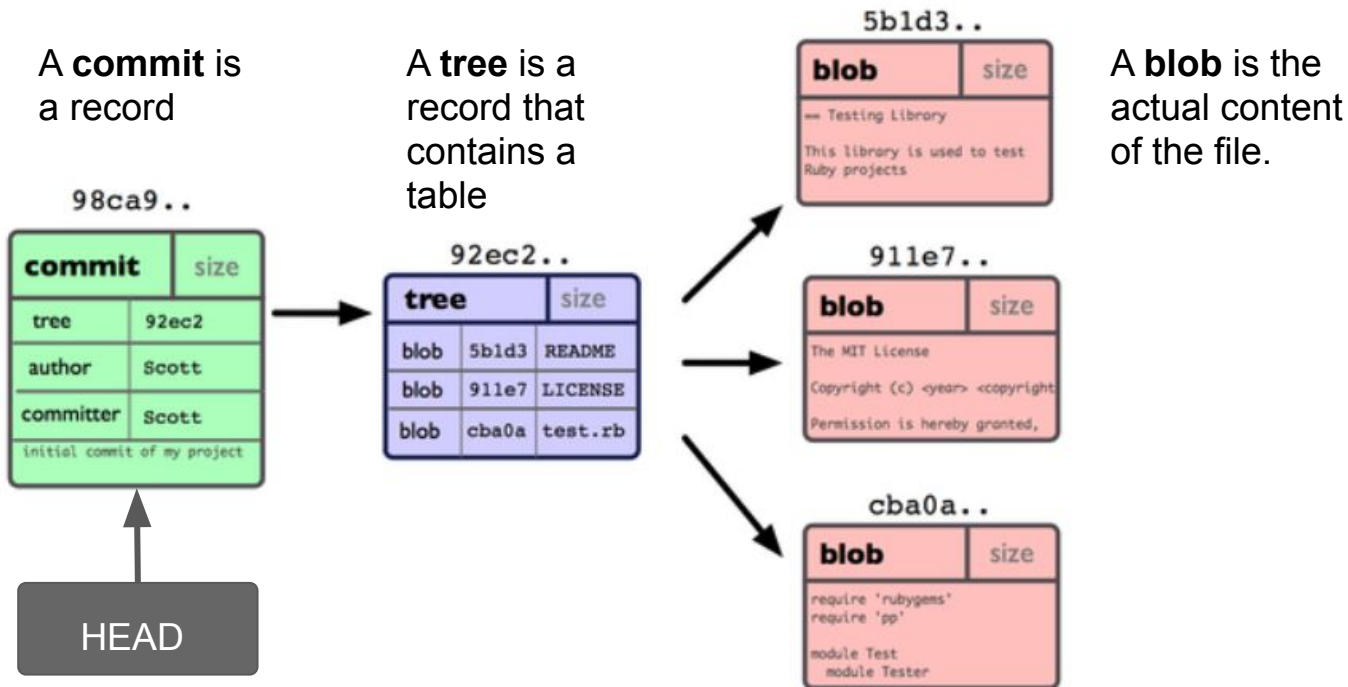 A commit is
a record
98ca9..
commit size
tree 92ec2
author Scott
committer Scott
initial commit of my project
HEAD
A tree is a
record that
contains a
table
92ec2..
tree size
blob 5b1d3 README
blob 911e7 LICENSE
blob cba0a test.rb
5b1d3..
blob size
== Testing Library
This library is used to test
Ruby projects
911e7..
blob size
The MIT License
Copyright (c) <year> <copyright
Permission is hereby granted,
cba0a..
blob size
require 'rubygems'
require 'pp'
module Test
module Tester
A blob is the
actual content
of the file.